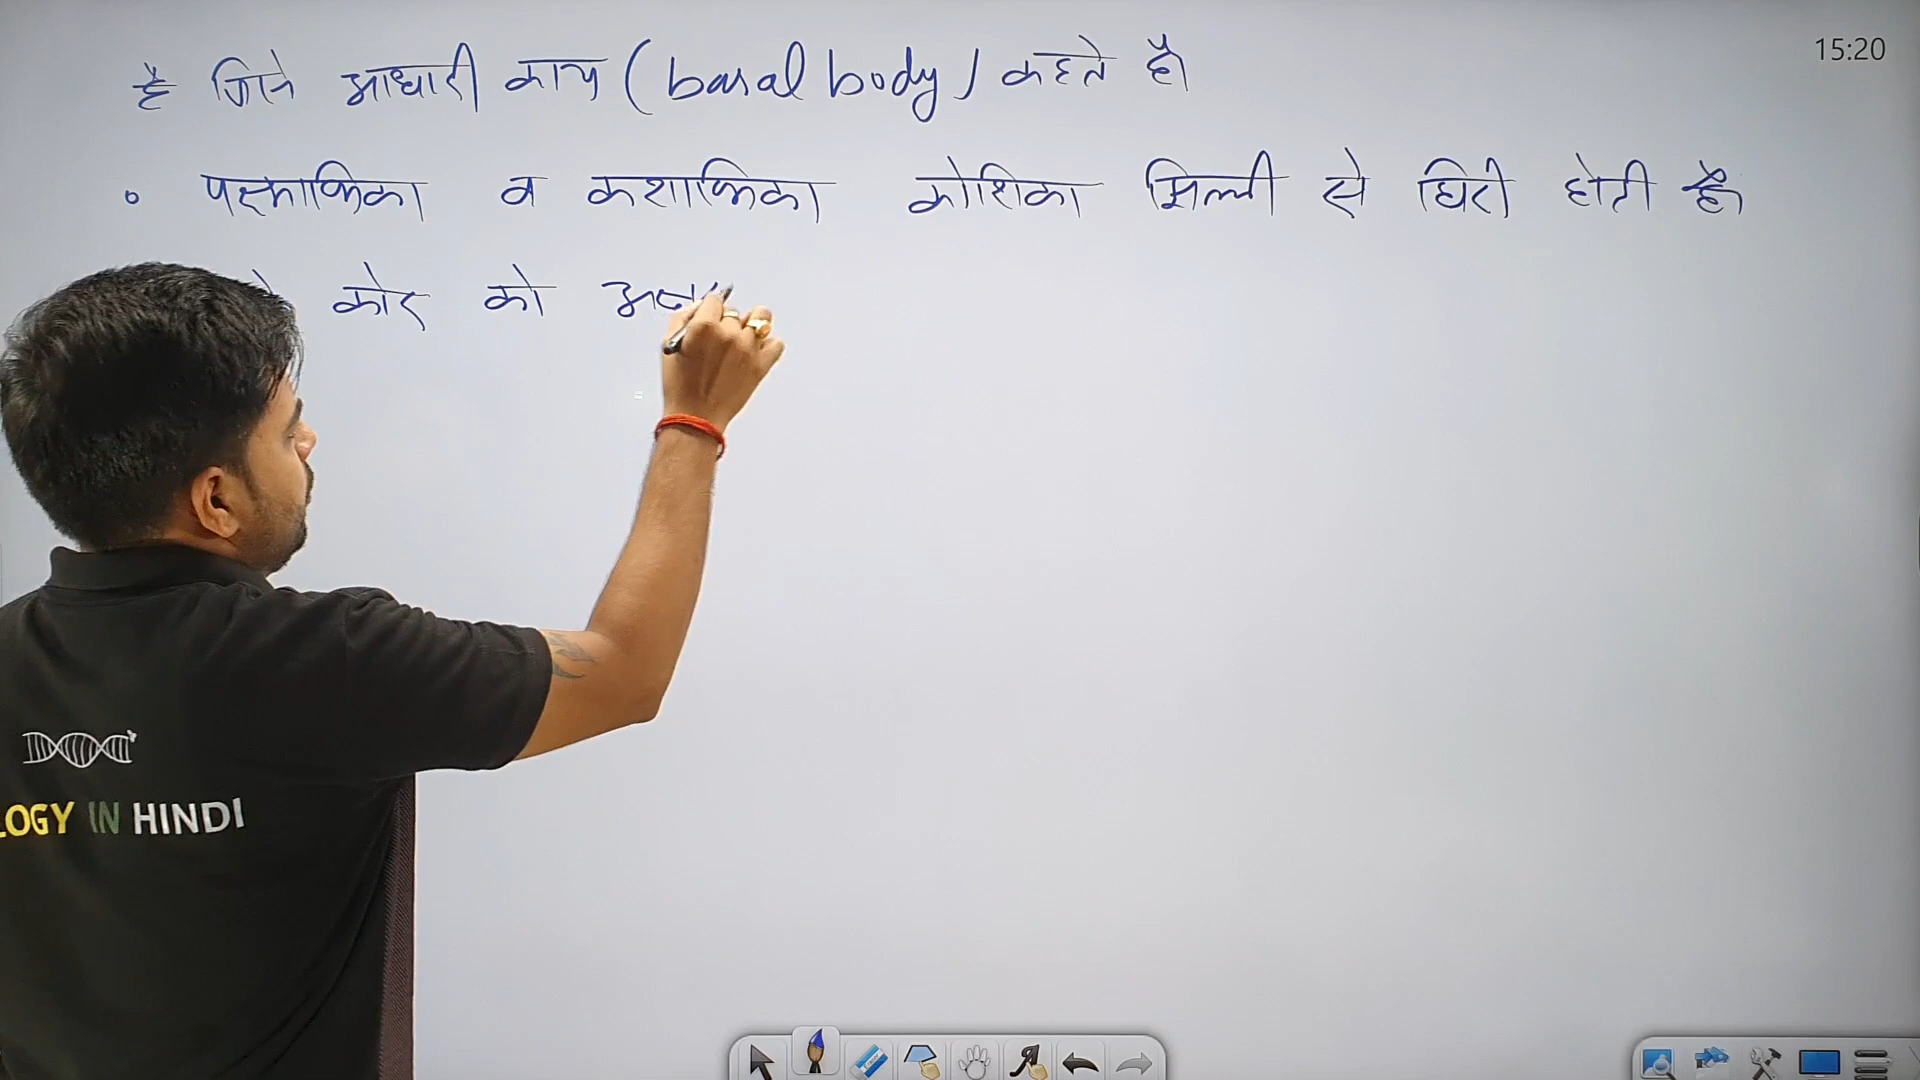 15:20
है जिसे आधारी काय (basal body) कहते है।
• पक्ष्माभिका व कशाभिका कोशिका झिल्ली से घिरी होती है।
कोर को
LOGY IN HINDI